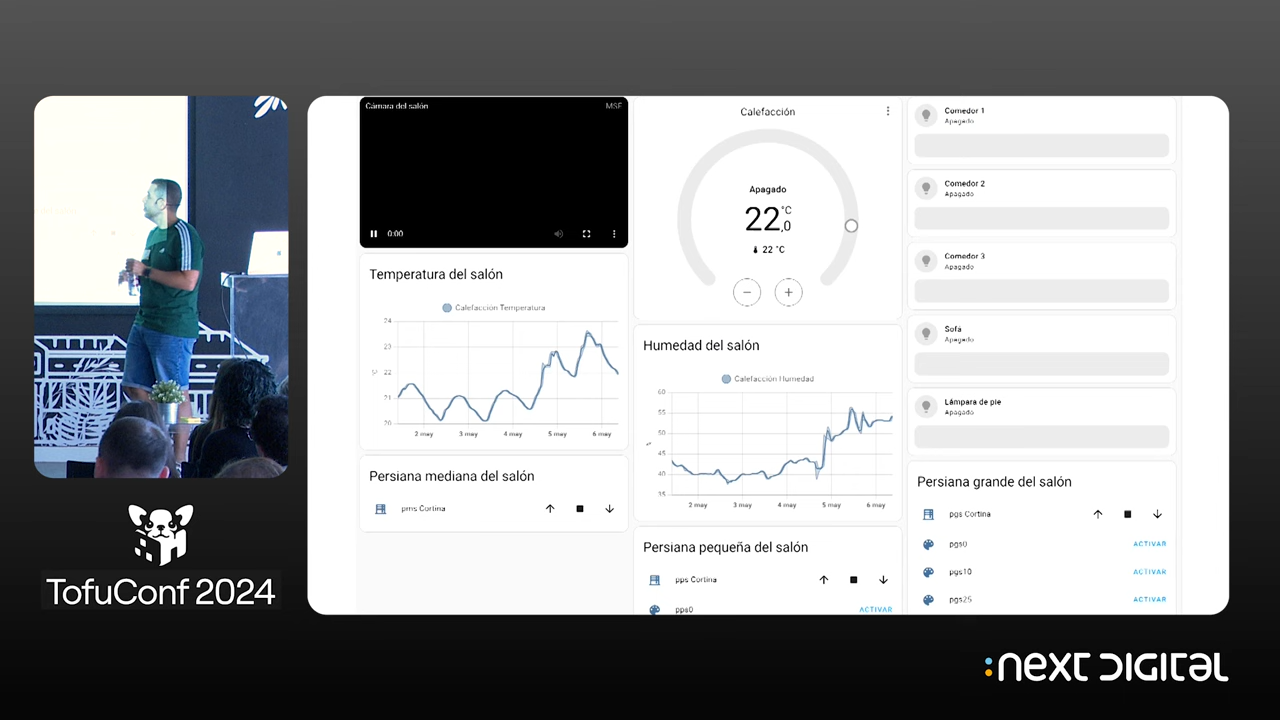 Cámara del salón
MSE
0:00
Temperatura del salón
Calefacción Temperatura
24
23
22
21
20
°C
2 may
3 may
4 may
5 may
6 may
Persiana mediana del salón
pms Cortina
Calefacción
Apagado
22,0 °C
22 °C
Humedad del salón
Calefacción Humedad
60
55
50
45
40
35
%
2 may
3 may
4 may
5 may
6 may
Persiana pequeña del salón
pps Cortina
pps0
ACTIVAR
Comedor 1
Apagado
Comedor 2
Apagado
Comedor 3
Apagado
Sofá
Apagado
Lámpara de pie
Apagado
Persiana grande del salón
pgs Cortina
pgs0
ACTIVAR
pgs10
ACTIVAR
pgs25
ACTIVAR
TofuConf 2024
:next digital